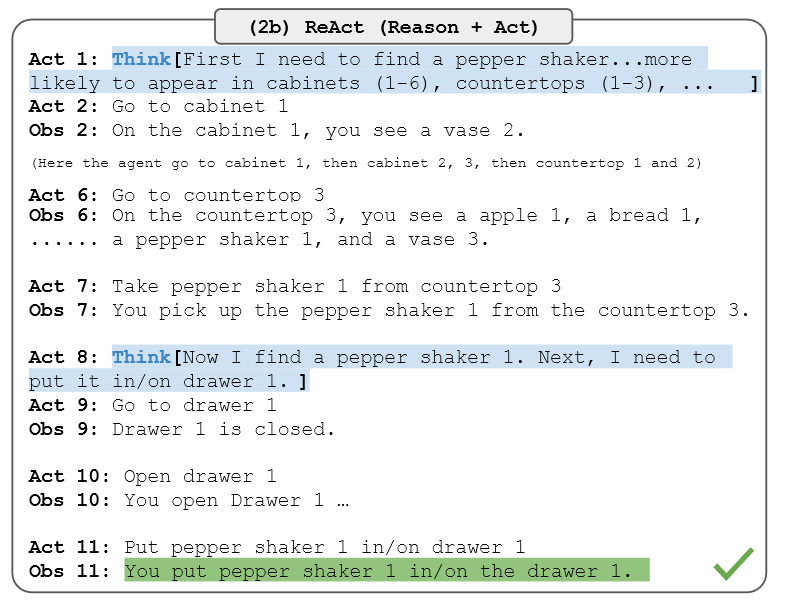 (2b) ReAct (Reason + Act)
Act 1: Think[First I need to find a pepper shaker...more
likely to appear in cabinets (1-6), countertops (1-3), ... ]
Act 2: Go to cabinet 1
Obs 2: On the cabinet 1, you see a vase 2.
(Here the agent go to cabinet 1, then cabinet 2, 3, then countertop 1 and 2)
Act 6: Go to countertop 3
Obs 6: On the countertop 3, you see a apple 1, a bread 1,
...... a pepper shaker 1, and a vase 3.
Act 7: Take pepper shaker 1 from countertop 3
Obs 7: You pick up the pepper shaker 1 from the countertop 3.
Act 8: Think[Now I find a pepper shaker 1. Next, I need to
put it in/on drawer 1. ]
Act 9: Go to drawer 1
Obs 9: Drawer 1 is closed.
Act 10: Open drawer 1
Obs 10: You open Drawer 1 …
Act 11: Put pepper shaker 1 in/on drawer 1
Obs 11: You put pepper shaker 1 in/on the drawer 1.